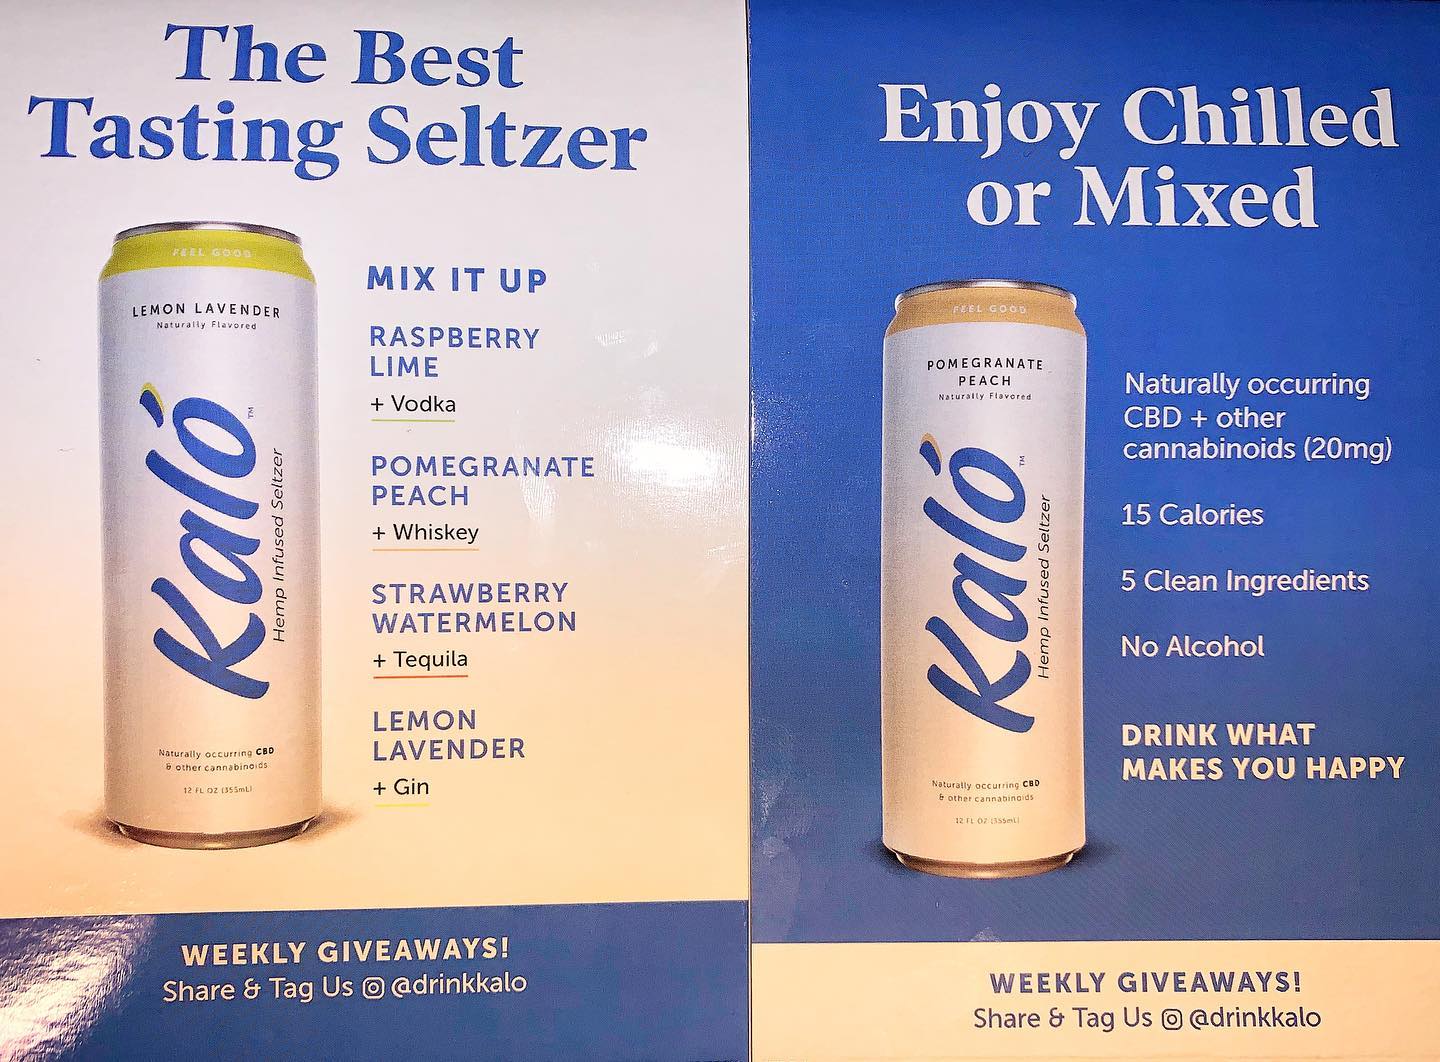 The Best
Tasting Seltzer
FEEL GOOD
LEMON LAVENDER
Naturally Flavored
Kaló™
Hemp Infused Seltzer
Naturally occurring CBD
& other cannabinoids
12 FL OZ (355mL)
MIX IT UP
RASPBERRY
LIME
+ Vodka
POMEGRANATE
PEACH
+ Whiskey
STRAWBERRY
WATERMELON
+ Tequila
LEMON
LAVENDER
+ Gin
WEEKLY GIVEAWAYS!
Share & Tag Us @drinkkalo
Enjoy Chilled
or Mixed
FEEL GOOD
POMEGRANATE
PEACH
Naturally Flavored
Kaló™
Hemp Infused Seltzer
Naturally occurring CBD
& other cannabinoids
12 FL OZ (355mL)
Naturally occurring
CBD + other
cannabinoids (20mg)
15 Calories
5 Clean Ingredients
No Alcohol
DRINK WHAT
MAKES YOU HAPPY
WEEKLY GIVEAWAYS!
Share & Tag Us @drinkkalo